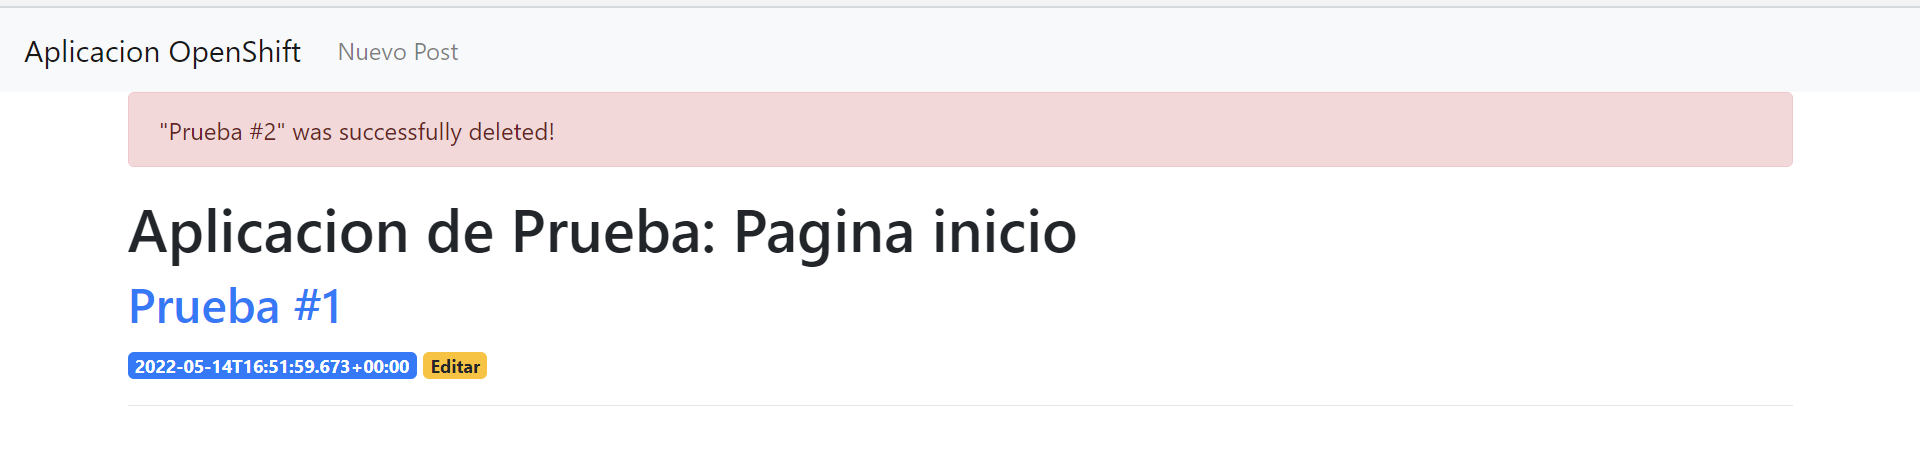 Aplicacion OpenShift Nuevo Post
"Prueba #2" was successfully deleted!
Aplicacion de Prueba: Pagina inicio
Prueba #1
2022-05-14T16:51:59.673+00:00 Editar